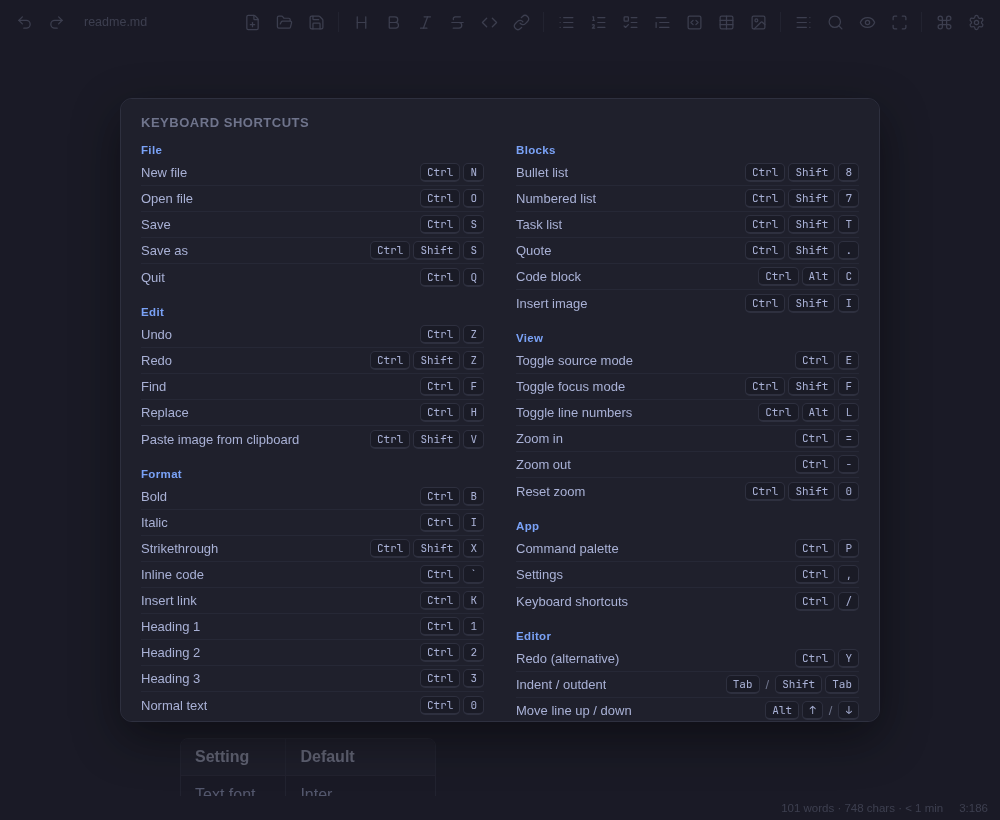 readme.md
KEYBOARD SHORTCUTS
File
New file Ctrl N
Open file Ctrl O
Save Ctrl S
Save as Ctrl Shift S
Quit Ctrl Q
Edit
Undo Ctrl Z
Redo Ctrl Shift Z
Find Ctrl F
Replace Ctrl H
Paste image from clipboard Ctrl Shift V
Format
Bold Ctrl B
Italic Ctrl I
Strikethrough Ctrl Shift X
Inline code Ctrl `
Insert link Ctrl K
Heading 1 Ctrl 1
Heading 2 Ctrl 2
Heading 3 Ctrl 3
Normal text Ctrl 0
Blocks
Bullet list Ctrl Shift 8
Numbered list Ctrl Shift 7
Task list Ctrl Shift T
Quote Ctrl Shift .
Code block Ctrl Alt C
Insert image Ctrl Shift I
View
Toggle source mode Ctrl E
Toggle focus mode Ctrl Shift F
Toggle line numbers Ctrl Alt L
Zoom in Ctrl =
Zoom out Ctrl -
Reset zoom Ctrl Shift 0
App
Command palette Ctrl P
Settings Ctrl ,
Keyboard shortcuts Ctrl /
Editor
Redo (alternative) Ctrl Y
Indent / outdent Tab / Shift Tab
Move line up / down Alt ↑ / ↓
Setting Default
Text font Inter
101 words · 748 chars · < 1 min 3:186